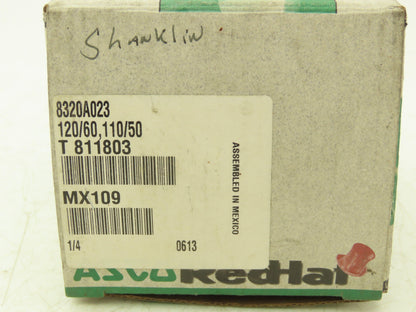 Shanklin
8320A023
120/60,110/50
T 811803
MX109
1/4 0613
ASSEMBLED IN MEXICO
ASCO RedHat